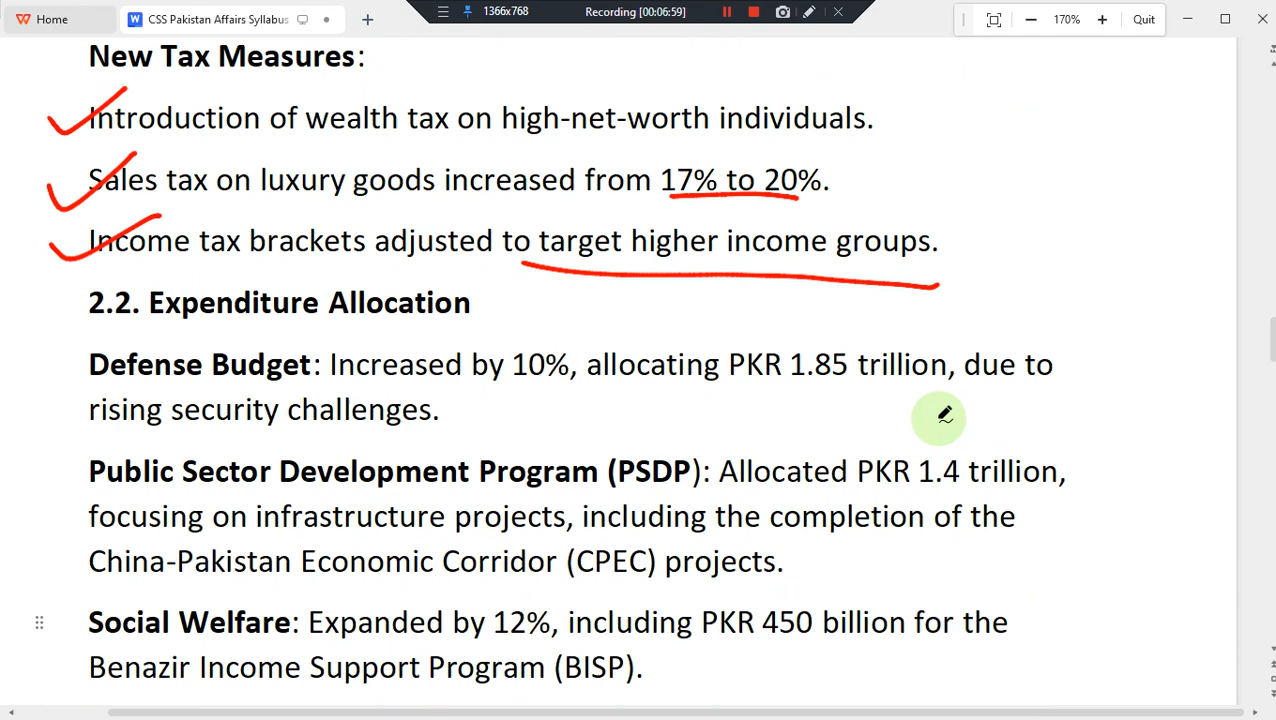 Home
CSS Pakistan Affairs Syllabus
1366x768
Recording [00:06:59]
170%
Quit
New Tax Measures:
Introduction of wealth tax on high-net-worth individuals.
Sales tax on luxury goods increased from 17% to 20%.
Income tax brackets adjusted to target higher income groups.
2.2. Expenditure Allocation
Defense Budget: Increased by 10%, allocating PKR 1.85 trillion, due to
rising security challenges.
Public Sector Development Program (PSDP): Allocated PKR 1.4 trillion,
focusing on infrastructure projects, including the completion of the
China-Pakistan Economic Corridor (CPEC) projects.
Social Welfare: Expanded by 12%, including PKR 450 billion for the
Benazir Income Support Program (BISP).